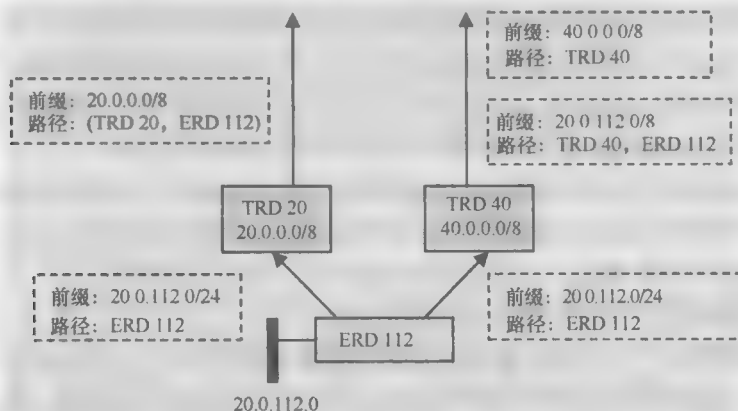 前缀: 40 0 0 0/8
路径: TRD 40
前缀: 20.0.0.0/8
路径: (TRD 20, ERD 112)
前缀: 20 0 112 0/8
路径: TRD 40, ERD 112
TRD 20
20.0.0.0/8
TRD 40
40.0.0.0/8
前缀: 20 0.112 0/24
路径: ERD 112
ERD 112
前缀: 20 0.112.0/24
路径: ERD 112
20.0.112.0